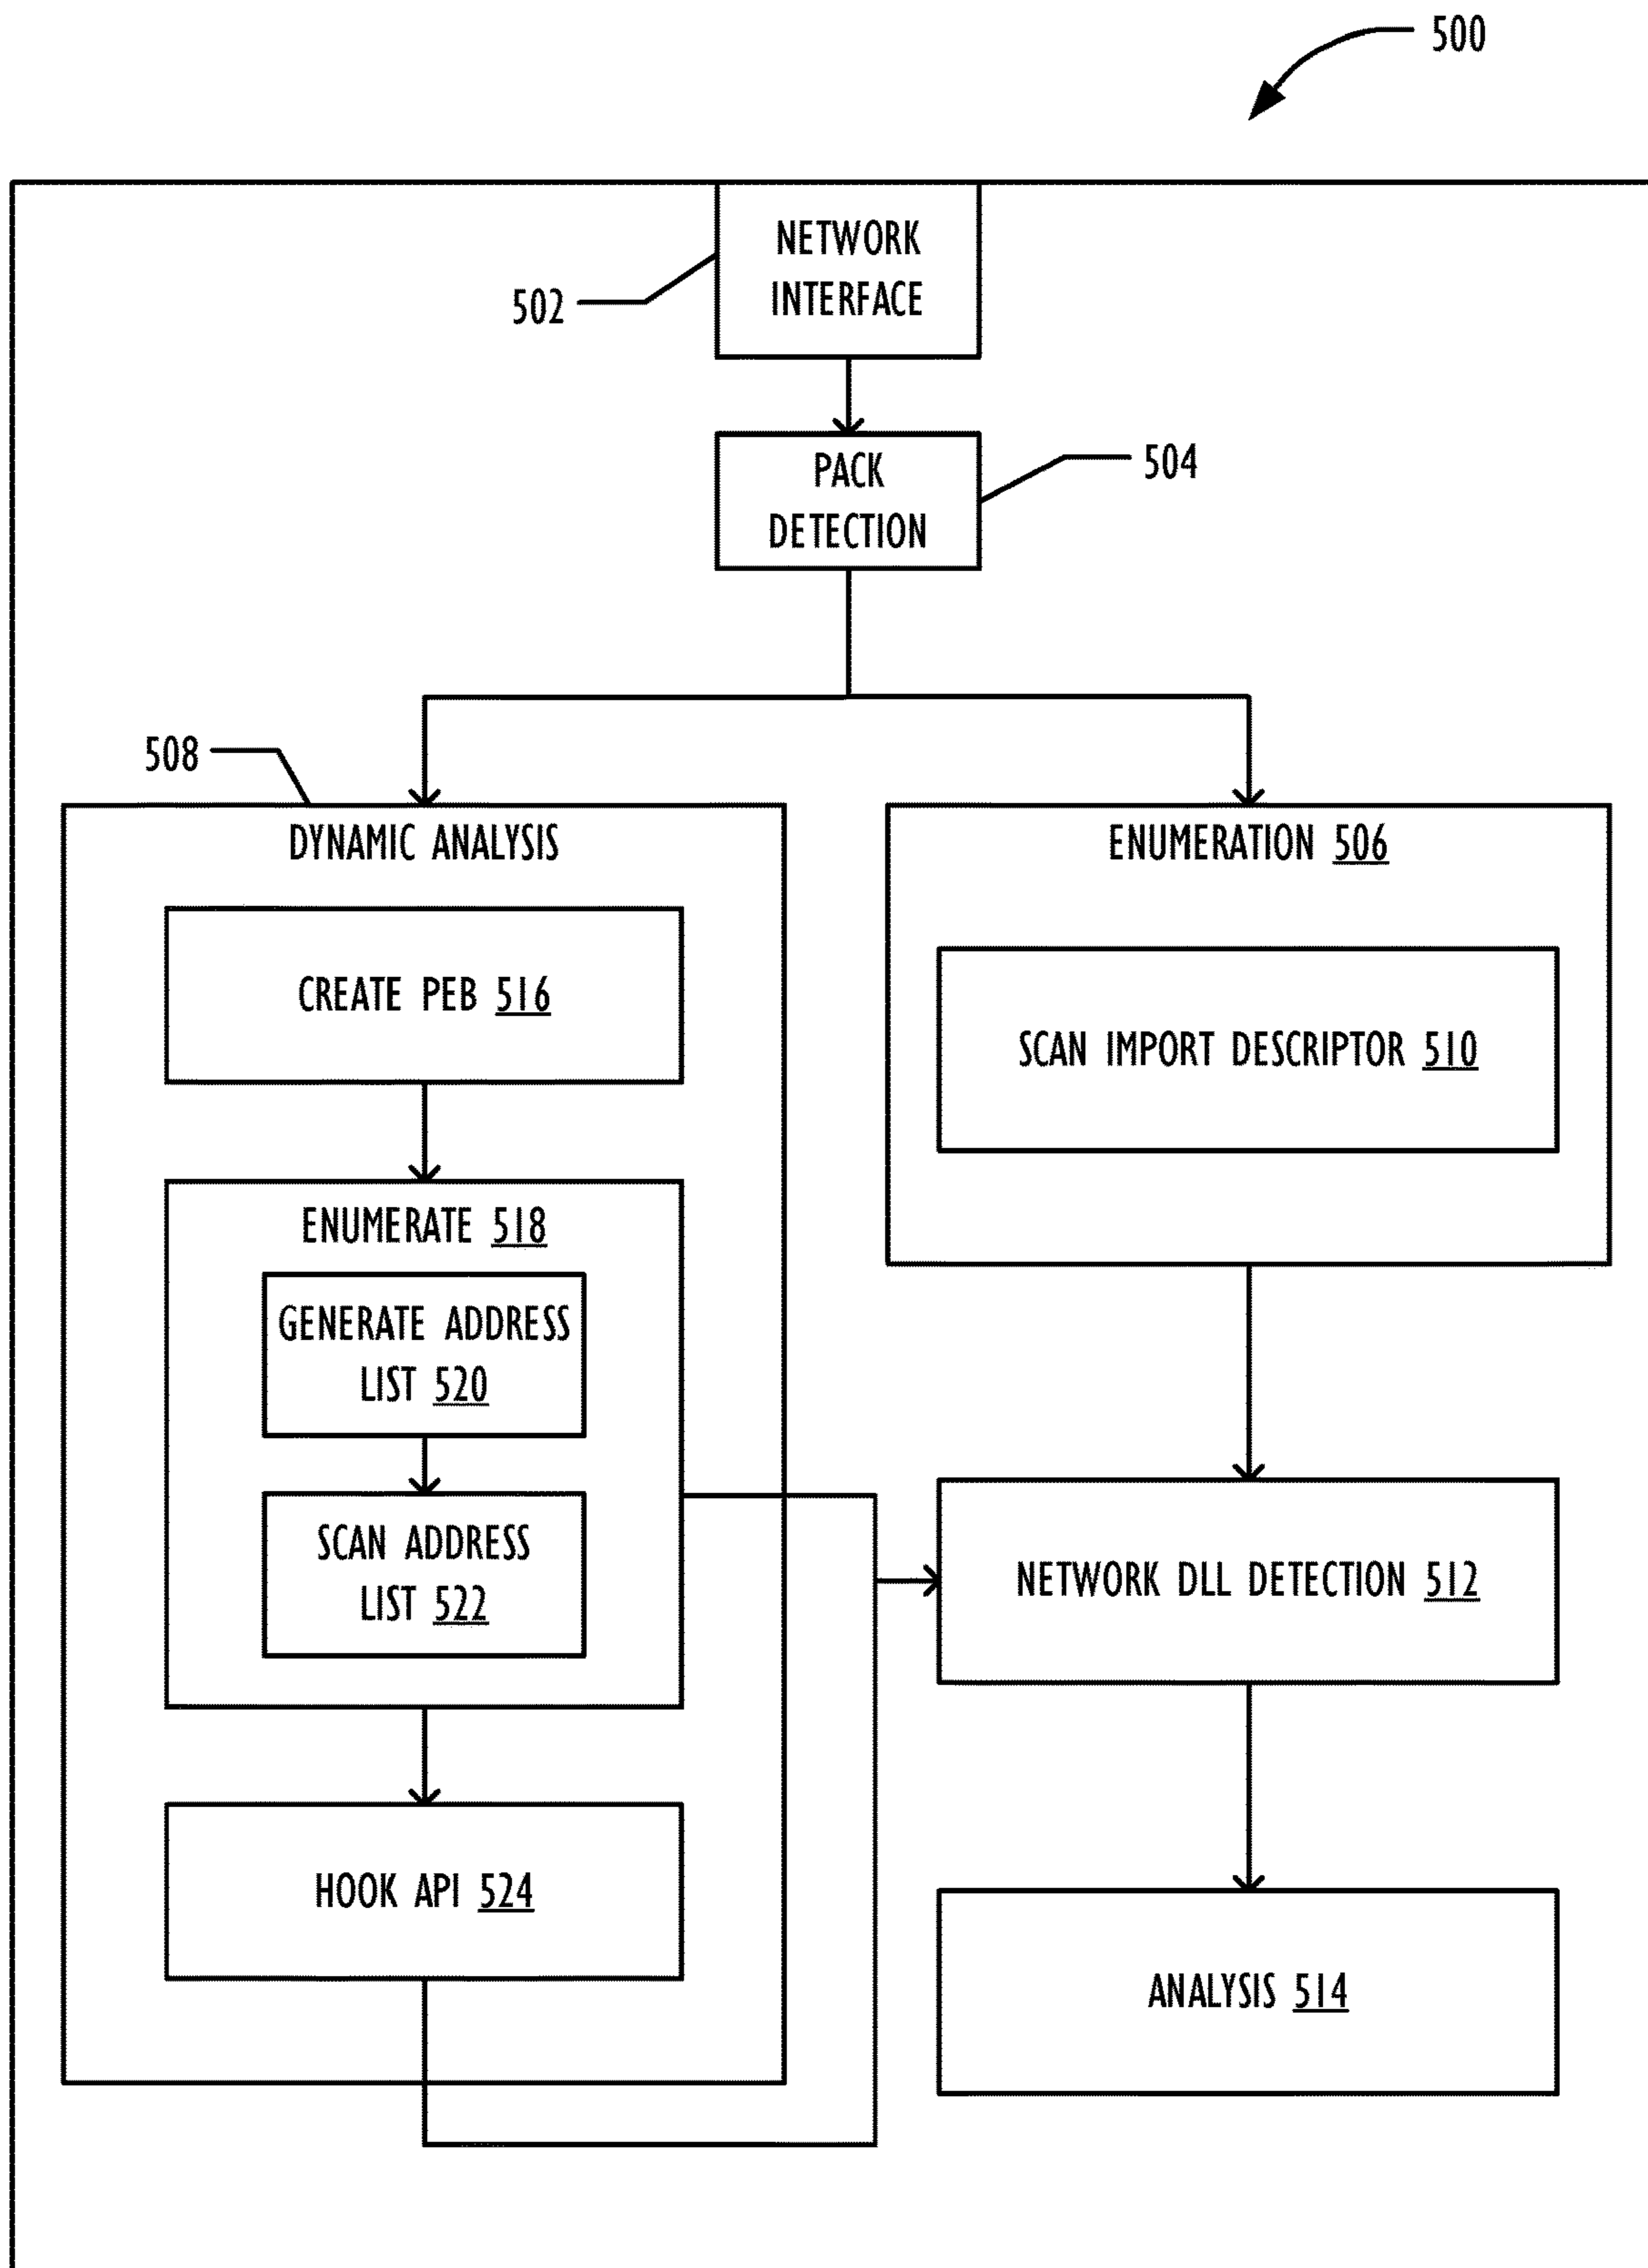 500
NETWORK
INTERFACE
502
PACK
DETECTION
504
508
DYNAMIC ANALYSIS
CREATE PEB 516
ENUMERATE 518
GENERATE ADDRESS
LIST 520
SCAN ADDRESS
LIST 522
HOOK API 524
ENUMERATION 506
SCAN IMPORT DESCRIPTOR 510
NETWORK DLL DETECTION 512
ANALYSIS 514